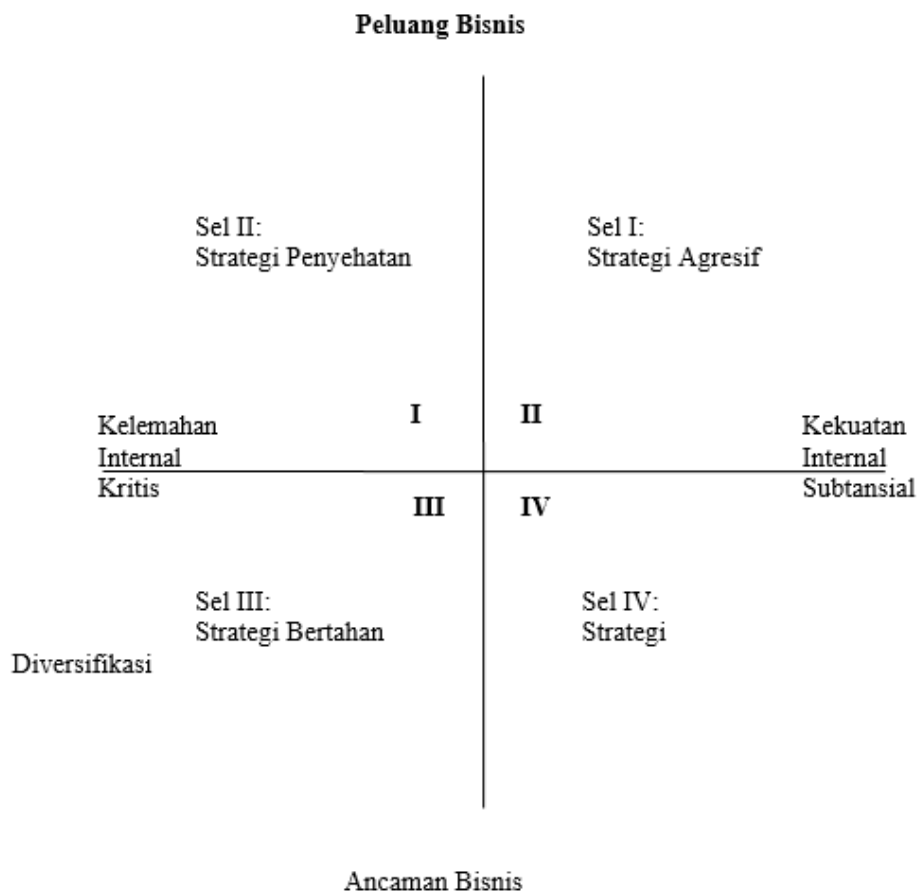 Peluang Bisnis
Sel II:
Strategi Penyehatan
Sel I:
Strategi Agresif
I
II
Kelemahan
Internal
Kritis
Kekuatan
Internal
Subtansial
III
IV
Sel III:
Strategi Bertahan
Sel IV:
Strategi
Diversifikasi
Ancaman Bisnis